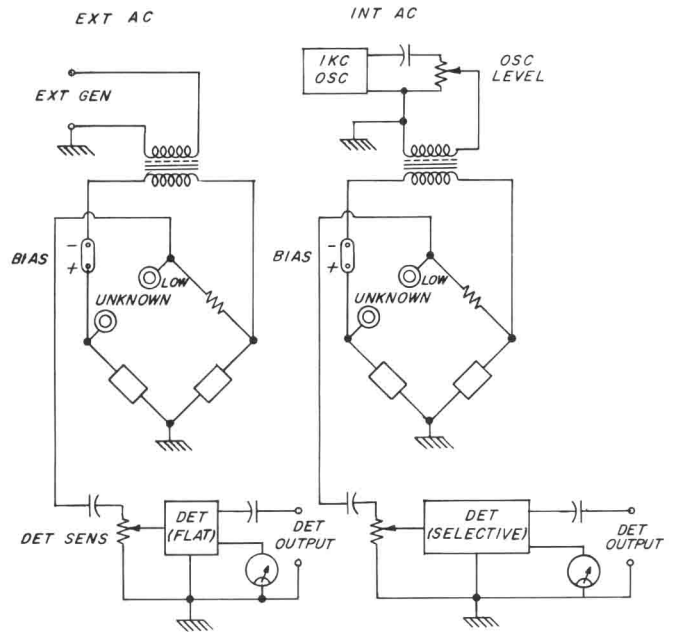 EXT AC
EXT GEN
BIAS
-
+
LOW
UNKNOWN
DET SENS
DET
(FLAT)
DET
OUTPUT
INT AC
1KC
OSC
OSC
LEVEL
BIAS
-
+
LOW
UNKNOWN
DET
(SELECTIVE)
DET
OUTPUT